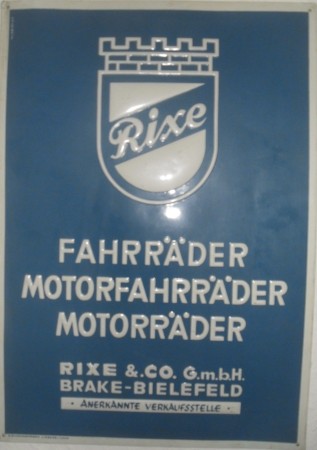 Rixe
FAHRRÄDER
MOTORFAHRRÄDER
MOTORRÄDER
RIXE & CO. G.m.b.H.
BRAKE-BIELEFELD
• ANERKANNTE VERKAUFSSTELLE •